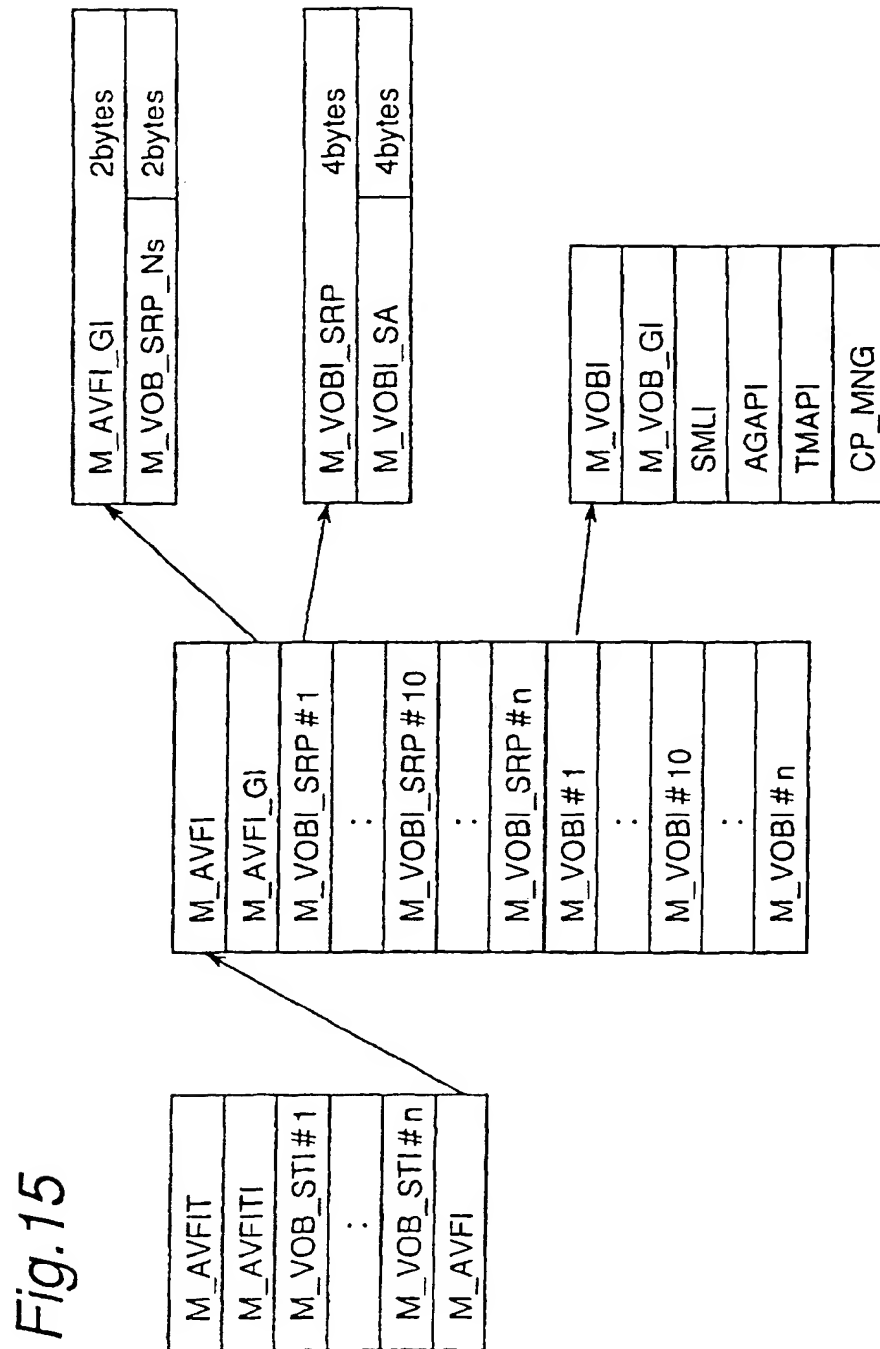 Fig.15
M_AVFIT
M_AVFITI
M_VOB_STI#1
:
M_VOB_STI#n
M_AVFI
M_AVFI
M_AVFI_GI
M_VOBI_SRP#1
:
M_VOBI_SRP#10
:
M_VOBI_SRP#n
M_VOBI#1
:
M_VOBI#10
:
M_VOBI#n
M_AVFI_GI 2bytes
M_VOB_SRP_Ns 2bytes
M_VOBI_SRP 4bytes
M_VOBI_SA 4bytes
M_VOBI
M_VOB_GI
SMLI
AGAPI
TMAPI
CP_MNG